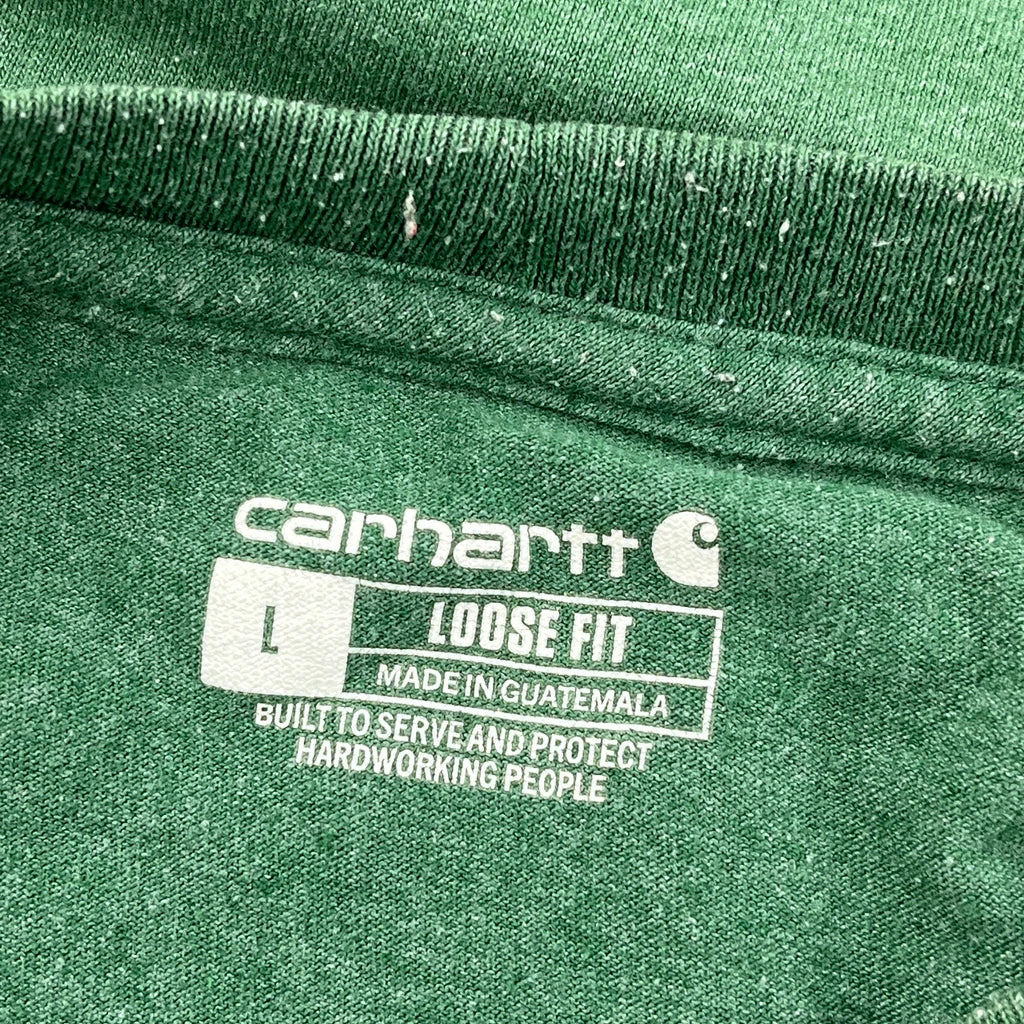 carhartt
L
LOOSE FIT
MADE IN GUATEMALA
BUILT TO SERVE AND PROTECT
HARDWORKING PEOPLE